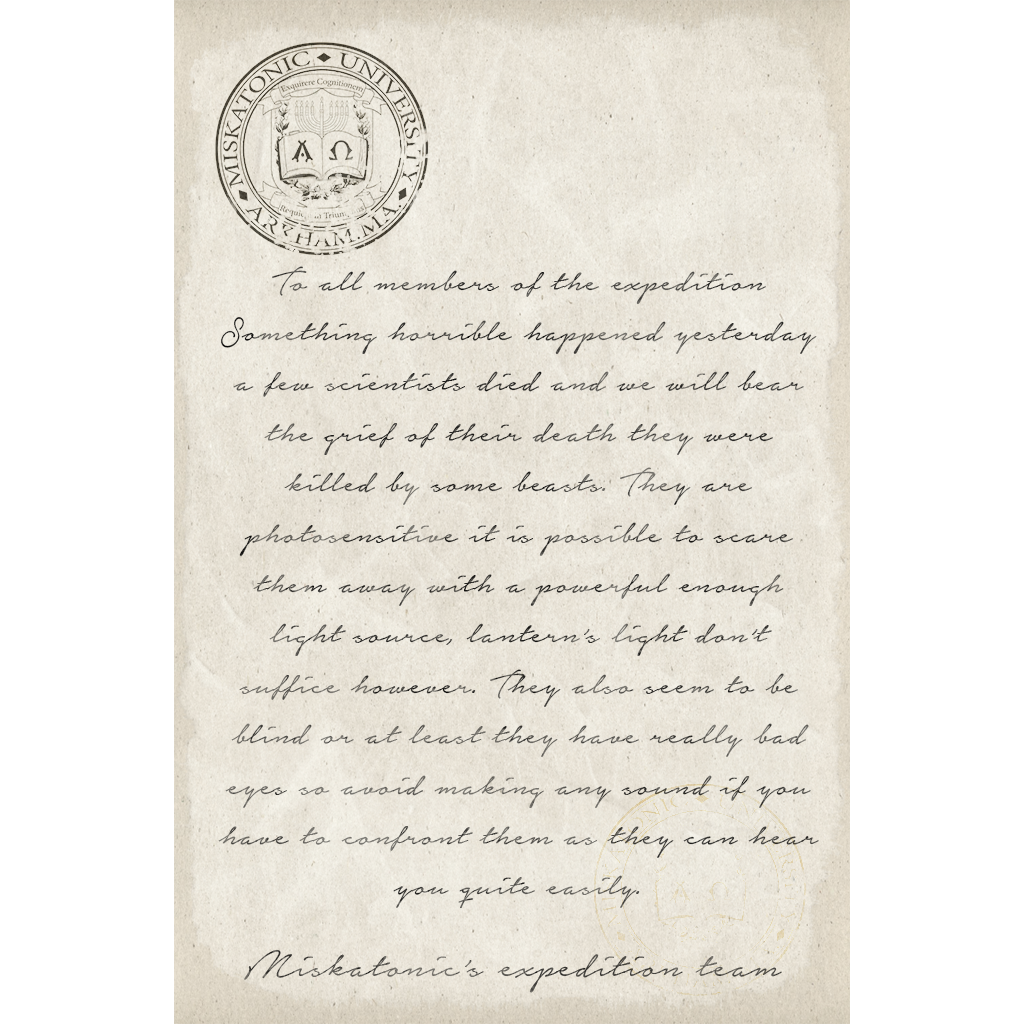 MISKATONIC ♦ UNIVERSITY
Exquirere Cognitionem
Α Ω
ARKHAM.MA.
To all members of the expedition
Something horrible happened yesterday
a few scientists died and we will bear
the grief of their death they were
killed by some beasts. They are
photosensitive it is possible to scare
them away with a powerful enough
light source, lantern's light don't
suffice however. They also seem to be
blind or at least they have really bad
eyes so avoid making any sound if you
have to confront them as they can hear
you quite easily.
Miskatonic's expedition team